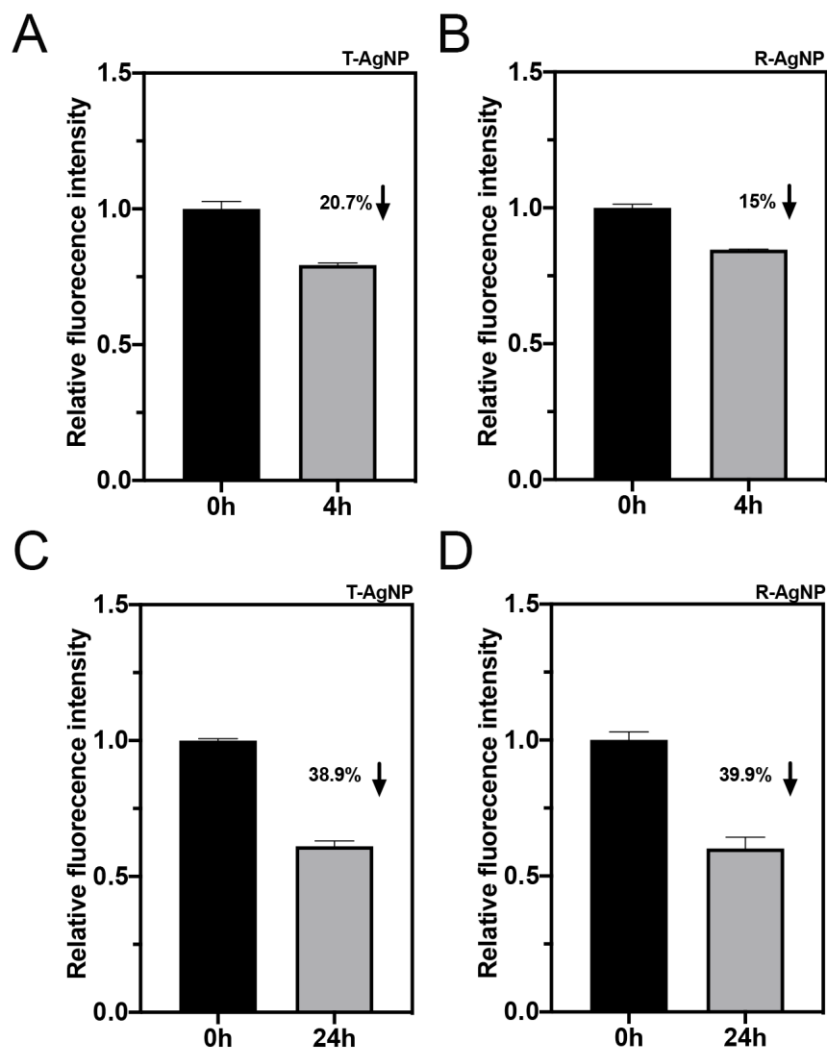 A
T-AgNP
Relative fluorecence intensity
1.5
1.0
0.5
0.0
20.7%
0h
4h
B
R-AgNP
Relative fluorecence intensity
1.5
1.0
0.5
0.0
15%
0h
4h
C
T-AgNP
Relative fluorecence intensity
1.5
1.0
0.5
0.0
38.9%
0h
24h
D
R-AgNP
Relative fluorecence intensity
1.5
1.0
0.5
0.0
39.9%
0h
24h